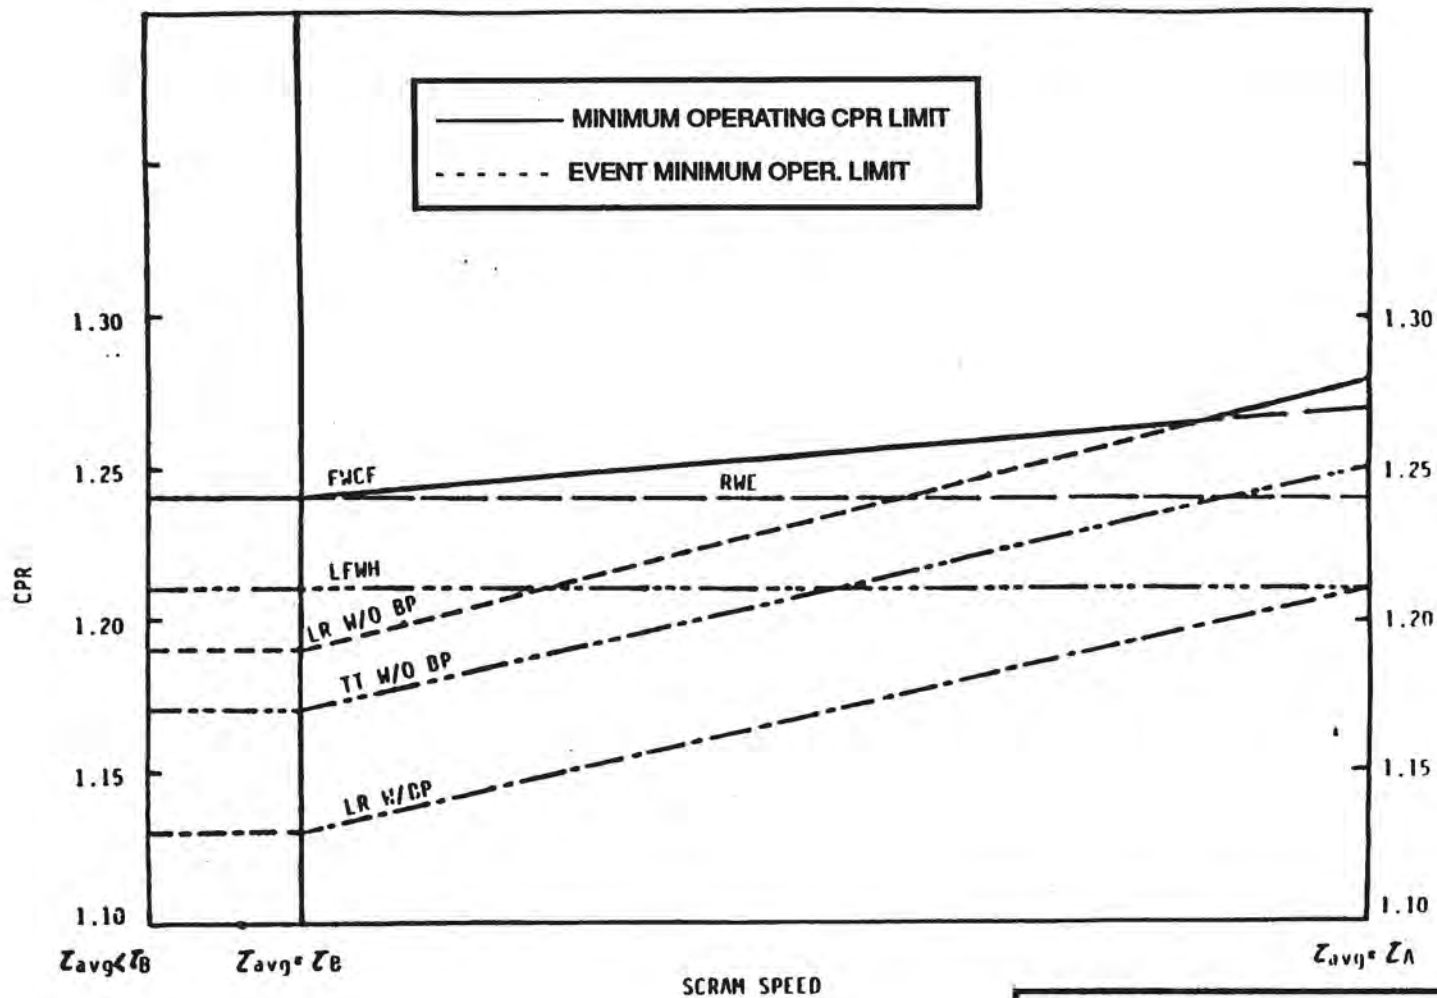 MINIMUM OPERATING CPR LIMIT
EVENT MINIMUM OPER. LIMIT
1.30
1.30
1.25
FWCF
RWE
1.25
LFWH
CPR
1.20
LR W/O BP
1.20
TT W/O BP
1.15
LR W/BP
1.15
1.10
1.10
τavg<τB
τavg=τB
τavg=τA
SCRAM SPEED